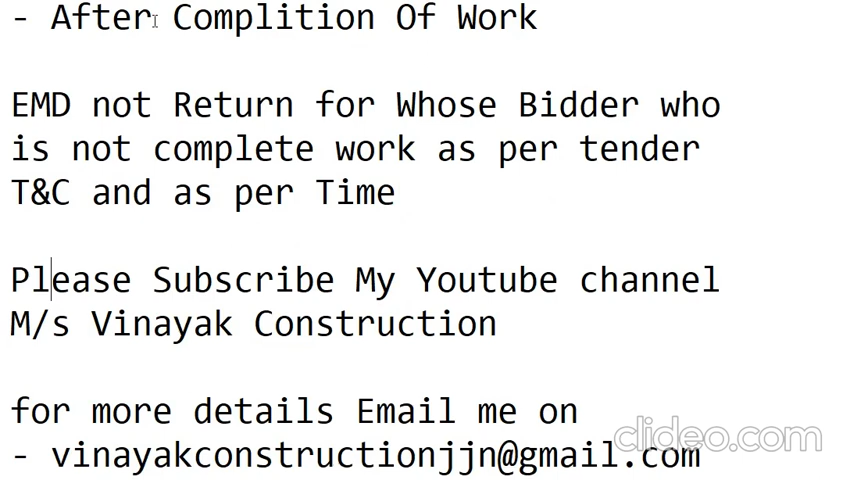 - After Complition Of Work
EMD not Return for Whose Bidder who
is not complete work as per tender
T&C and as per Time
Please Subscribe My Youtube channel
M/s Vinayak Construction
for more details Email me on
- vinayakconstructionjjn@gmail.com
clideo.com